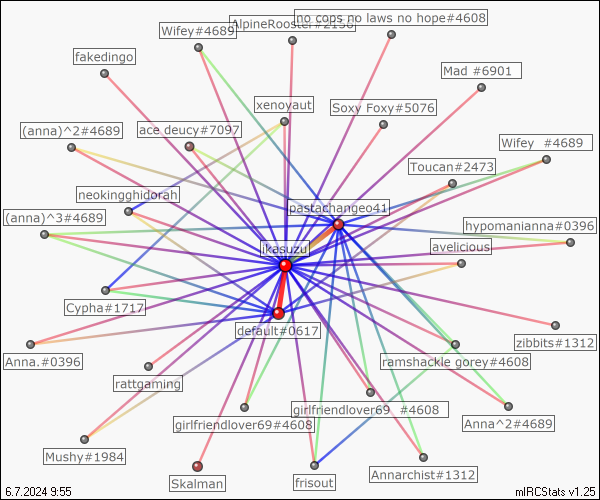 no cops no laws no hope#4608
AlpineRooster#2150
Wifey#4689
fakedingo
Mad #6901
xenoyaut
Soxy Foxy#5076
(anna)^2#4689
ace deucy#7097
Wifey  #4689
Toucan#2473
neokingghidorah
pastachangeo41
(anna)^3#4689
hypomanianna#0396
ikasuzu
avelicious
Cypha#1717
default#0617
zibbits#1312
Anna.#0396
ramshackle gorey#4608
rattgaming
girlfriendlover69  #4608
girlfriendlover69#4608
Anna^2#4689
Mushy#1984
Annarchist#1312
Skalman
frisout
6.7.2024 9:55
mIRCStats v1.25